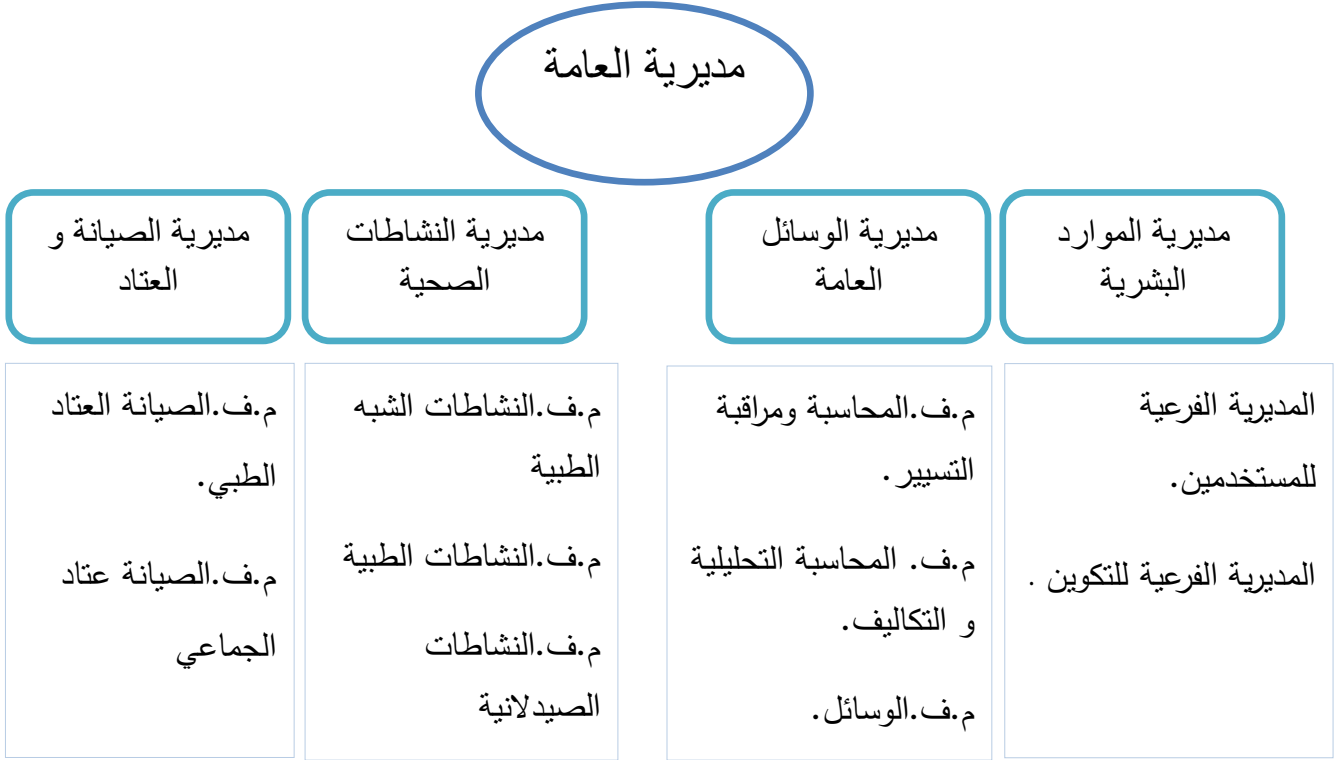 مديرية العامة
مديرية الموارد
البشرية
مديرية الوسائل
العامة
مديرية النشاطات
الصحية
مديرية الصيانة و
العتاد
المديرية الفرعية
للمستخدمين.
المديرية الفرعية للتكوين .
م.ف.المحاسبة ومراقبة
التسيير.
م.ف. المحاسبة التحليلية
و التكاليف.
م.ف.الوسائل.
م.ف.النشاطات الشبه
الطبية
م.ف.النشاطات الطبية
م.ف.النشاطات
الصيدلانية
م.ف.الصيانة العتاد
الطبي.
م.ف.الصيانة عتاد
الجماعي